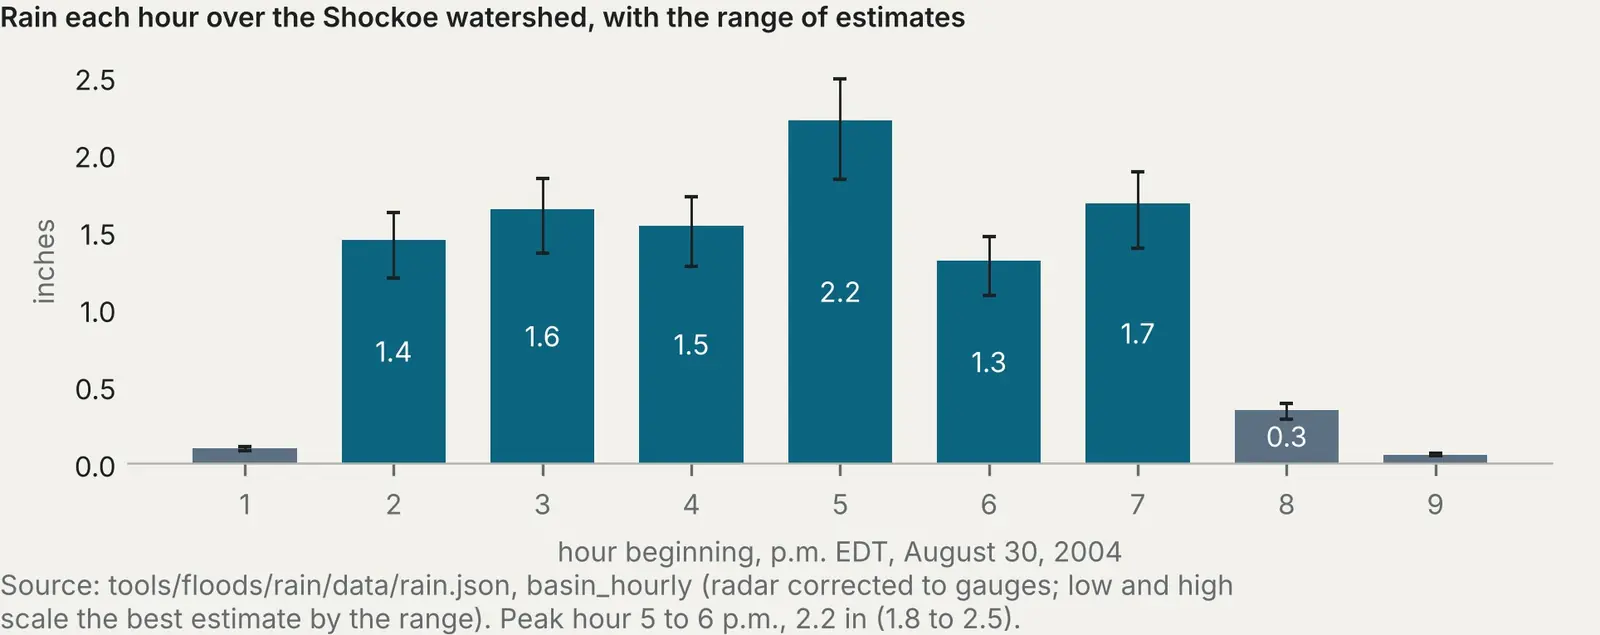 Rain each hour over the Shockoe watershed, with the range of estimates
2.5
2.0
1.5
1.0
0.5
0.0
inches
1.4
1.6
1.5
2.2
1.3
1.7
0.3
1 2 3 4 5 6 7 8 9
hour beginning, p.m. EDT, August 30, 2004
Source: tools/floods/rain/data/rain.json, basin_hourly (radar corrected to gauges; low and high
scale the best estimate by the range). Peak hour 5 to 6 p.m., 2.2 in (1.8 to 2.5).